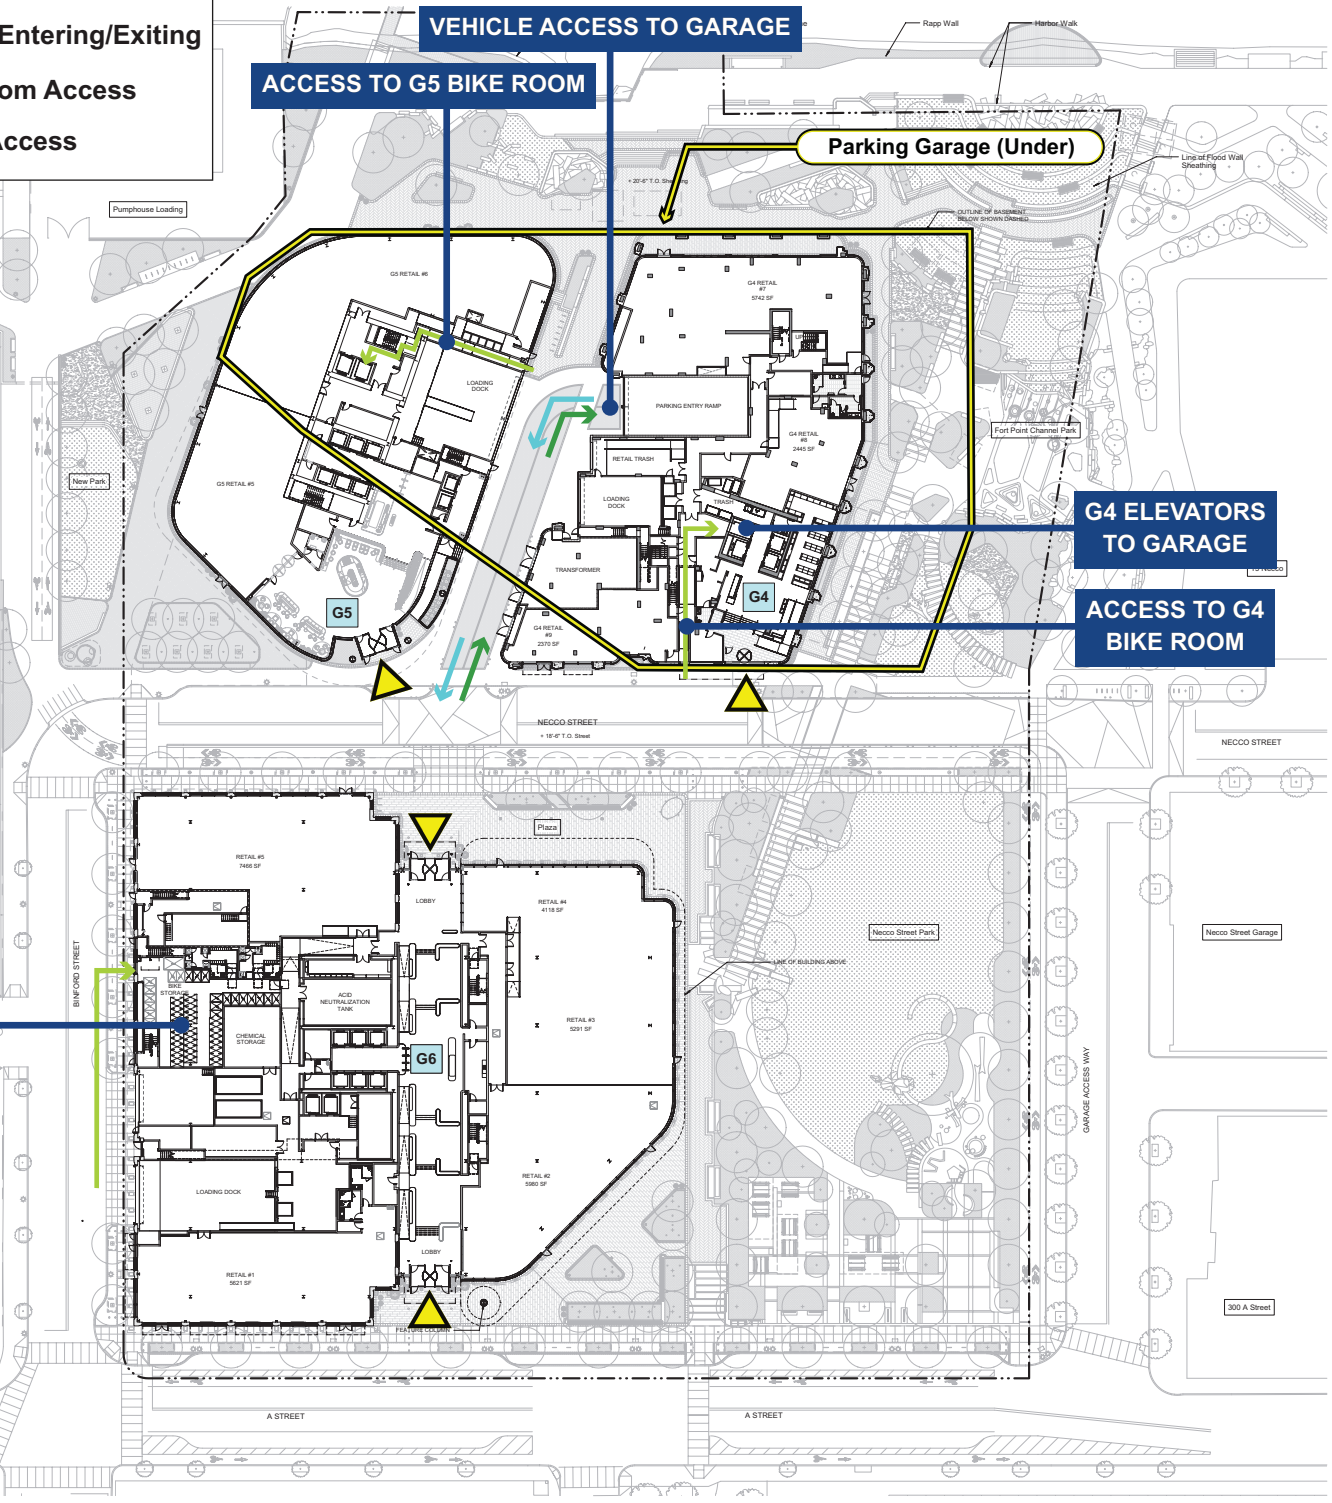 Entering/Exiting
om Access
Access
VEHICLE ACCESS TO GARAGE
ACCESS TO G5 BIKE ROOM
Rapp Wall
Harbor Walk
Parking Garage (Under)
Line of Flood Wall
Sheathing
Pumphouse Loading
OUTLINE OF BASEMENT
BELOW SHOWN DASHED
G5 RETAIL #6
G4 RETAIL
#7
5742 SF
UP
LOADING
DOCK
PARKING ENTRY RAMP
G4 RETAIL
#8
2445 SF
Fort Point Channel Park
RETAIL TRASH
New Park
G5 RETAIL #5
LOADING
DOCK
TRASH
G4 ELEVATORS
TO GARAGE
TRANSFORMER
G5
G4
ACCESS TO G4
BIKE ROOM
G4 RETAIL
#9
2370 SF
NECCO STREET
+ 18'-6" T.O. Street
NECCO STREET
Plaza
RETAIL #5
7466 SF
LOBBY
RETAIL #4
4118 SF
Necco Street Park
Necco Street Garage
BINFORD STREET
LINE OF BUILDING ABOVE
BIKE
STORAGE
ACID
NEUTRALIZATION
TANK
RETAIL #3
5291 SF
CHEMICAL
STORAGE
G6
GARAGE ACCESS WAY
RETAIL #2
5980 SF
LOADING DOCK
LOBBY
RETAIL #1
5621 SF
300 A Street
FEATURE COLUMN
A STREET
A STREET